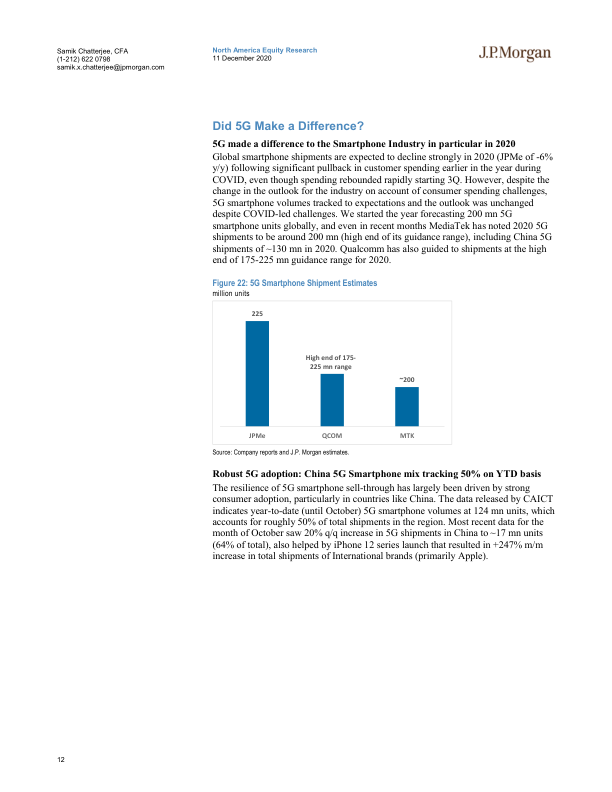 Samik Chatterjee, CFA
(1-212) 622 0798
samik.x.chatterjee@jpmorgan.com
North America Equity Research
11 December 2020
J.P.Morgan
Did 5G Make a Difference?
5G made a difference to the Smartphone Industry in particular in 2020
Global smartphone shipments are expected to decline strongly in 2020 (JPMe of -6%
y/y) following significant pullback in customer spending earlier in the year during
COVID, even though spending rebounded rapidly starting 3Q. However, despite the
change in the outlook for the industry on account of consumer spending challenges,
5G smartphone volumes tracked to expectations and the outlook was unchanged
despite COVID-led challenges. We started the year forecasting 200 mn 5G
smartphone units globally, and even in recent months MediaTek has noted 2020 5G
shipments to be around 200 mn (high end of its guidance range), including China 5G
shipments of ~130 mn in 2020. Qualcomm has also guided to shipments at the high
end of 175-225 mn guidance range for 2020.
Figure 22: 5G Smartphone Shipment Estimates
million units
225
High end of 175-
225 mn range
~200
JPMe
QCOM
MTK
Source: Company reports and J.P. Morgan estimates.
Robust 5G adoption: China 5G Smartphone mix tracking 50% on YTD basis
The resilience of 5G smartphone sell-through has largely been driven by strong
consumer adoption, particularly in countries like China. The data released by CAICT
indicates year-to-date (until October) 5G smartphone volumes at 124 mn units, which
accounts for roughly 50% of total shipments in the region. Most recent data for the
month of October saw 20% q/q increase in 5G shipments in China to ~17 mn units
(64% of total), also helped by iPhone 12 series launch that resulted in +247% m/m
increase in total shipments of International brands (primarily Apple).
12